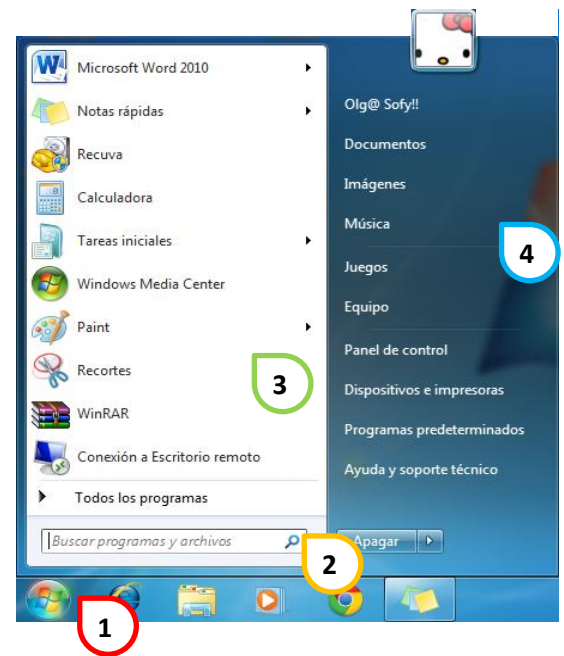 Microsoft Word 2010
Notas rápidas
Recuva
Calculadora
Tareas iniciales
Windows Media Center
Paint
Recortes
WinRAR
Conexión a Escritorio remoto
Todos los programas
Buscar programas y archivos
Olg@ Sofy!!
Documentos
Imágenes
Música
Juegos
Equipo
Panel de control
Dispositivos e impresoras
Programas predeterminados
Ayuda y soporte técnico
Apagar
4
3
2
1